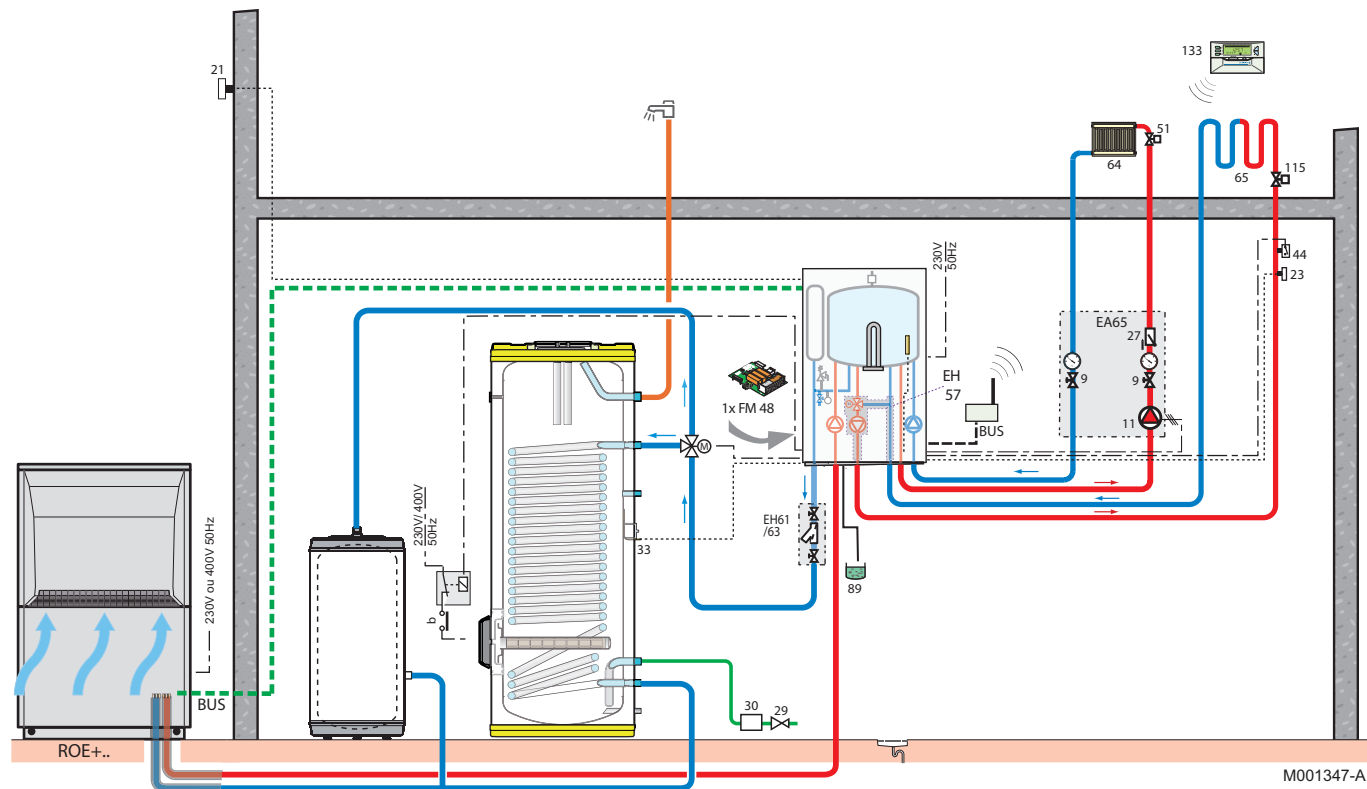 133
21
51
64
65
115
230V
50Hz
44
23
EA65
27
9
9
11
EH
57
1x FM 48
BUS
M
230V/ 400V
50Hz
EH61
/63
33
89
b
230V ou 400V 50Hz
BUS
30
29
ROE+..
M001347-A